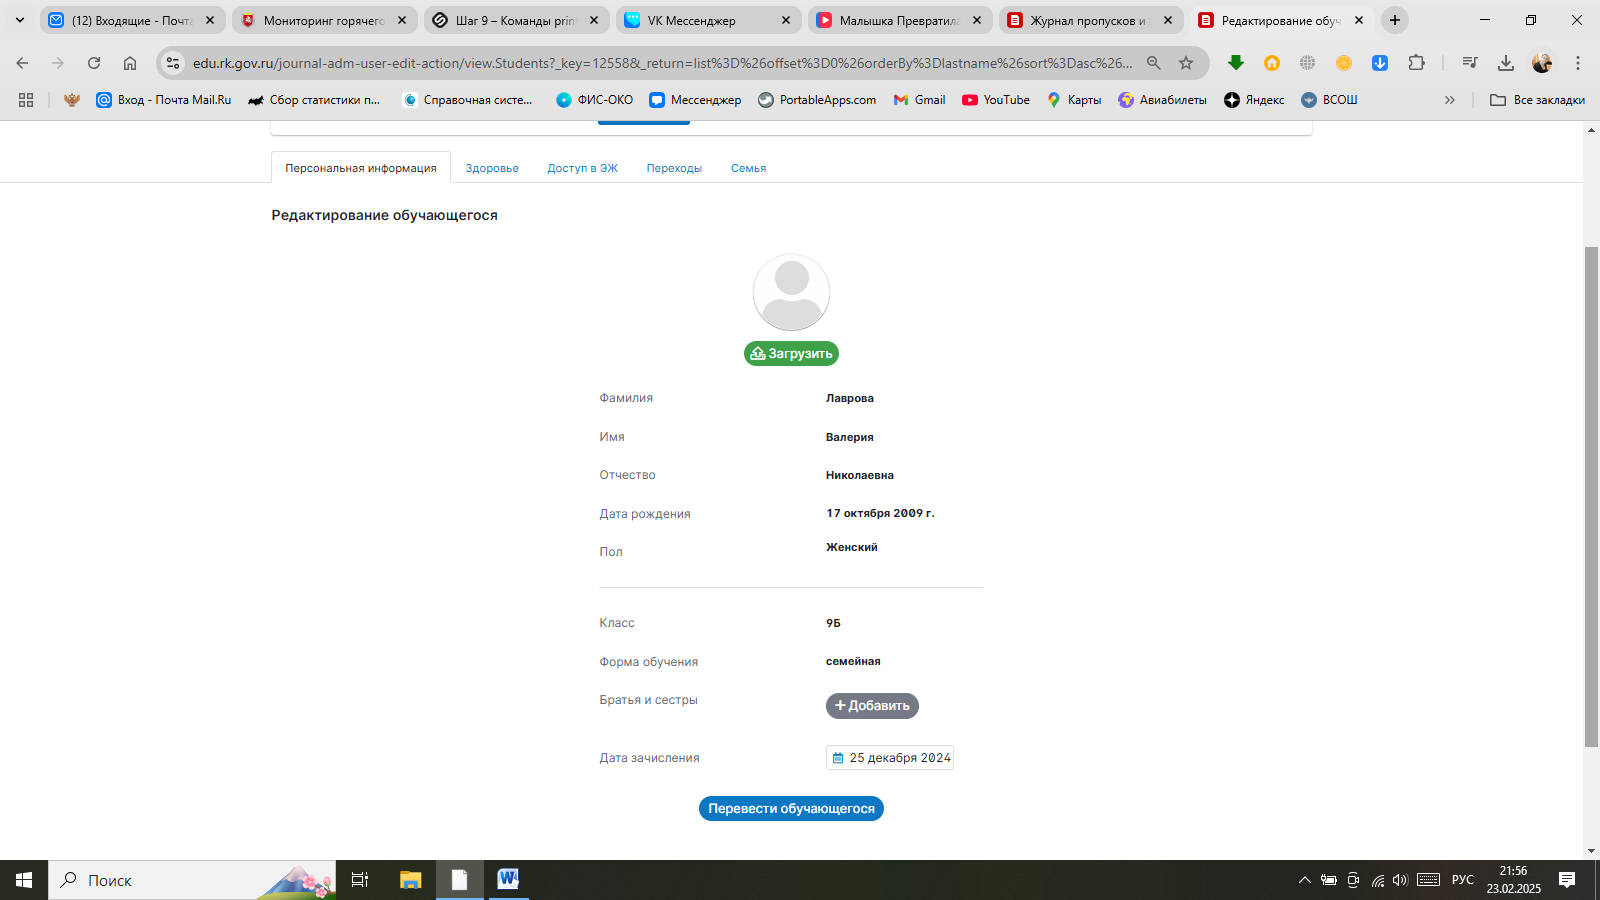 (12) Входящие - Почта
Мониторинг горячего
Шаг 9 – Команды prin
VK Мессенджер
Малышка Превратила
Журнал пропусков и з
Редактирование обуч
edu.rk.gov.ru/journal-adm-user-edit-action/view.Students?_key=12558&_return=list%3D%26offset%3D0%26orderBy%3Dlastname%26sort%3Dasc%26...
Вход - Почта Mail.Ru
Сбор статистики п...
Справочная систе...
ФИС-ОКО
Мессенджер
PortableApps.com
Gmail
YouTube
Карты
Авиабилеты
Яндекс
ВСОШ
»
Все закладки
Персональная информация
Здоровье
Доступ в ЭЖ
Переходы
Семья
Редактирование обучающегося
Загрузить
Фамилия Лаврова
Имя Валерия
Отчество Николаевна
Дата рождения 17 октября 2009 г.
Пол Женский
Класс 9Б
Форма обучения семейная
Братья и сестры + Добавить
Дата зачисления 25 декабря 2024
Перевести обучающегося
Поиск
РУС
21:56
23.02.2025